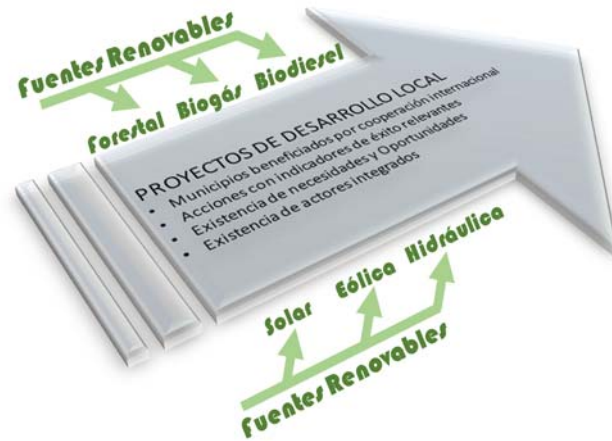 Fuentes Renovables
Forestal Biogás Biodiesel
PROYECTOS DE DESARROLLO LOCAL
• Municipios beneficiados por cooperación internacional
• Acciones con indicadores de éxito relevantes
• Existencia de necesidades y Oportunidades
• Existencia de actores integrados
Solar Eólica Hidráulica
Fuentes Renovables